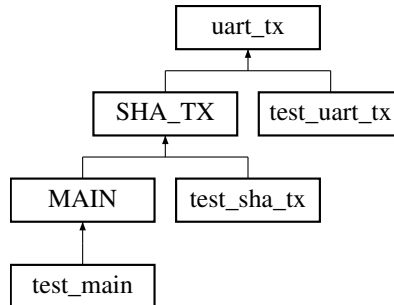 uart_tx
SHA_TX
test_uart_tx
MAIN
test_sha_tx
test_main